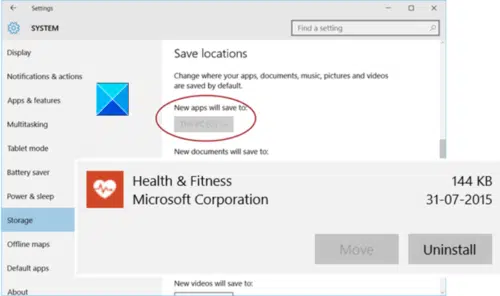 Settings
SYSTEM
Find a setting
Display
Notifications & actions
Apps & features
Multitasking
Tablet mode
Battery saver
Power & sleep
Storage
Offline maps
Default apps
About
Save locations
Change where your apps, documents, music, pictures and videos
are saved by default.
New apps will save to:
This PC (C:)
New documents will save to:
Health & Fitness
144 KB
Microsoft Corporation
31-07-2015
Move
Uninstall
New videos will save to: